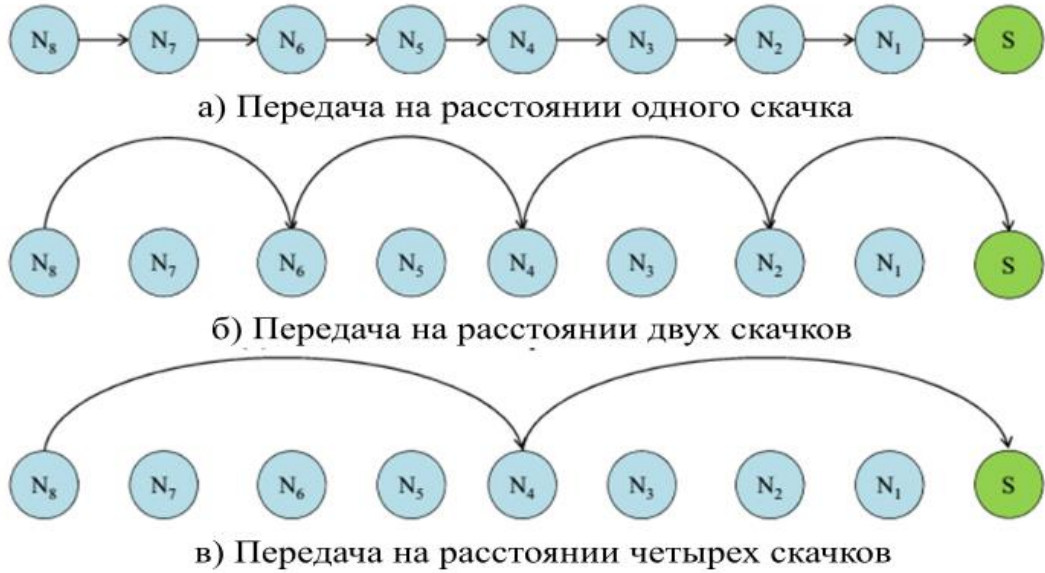 N₈ N₇ N₆ N₅ N₄ N₃ N₂ N₁ S
а) Передача на расстоянии одного скачка
N₈ N₇ N₆ N₅ N₄ N₃ N₂ N₁ S
б) Передача на расстоянии двух скачков
N₈ N₇ N₆ N₅ N₄ N₃ N₂ N₁ S
в) Передача на расстоянии четырех скачков